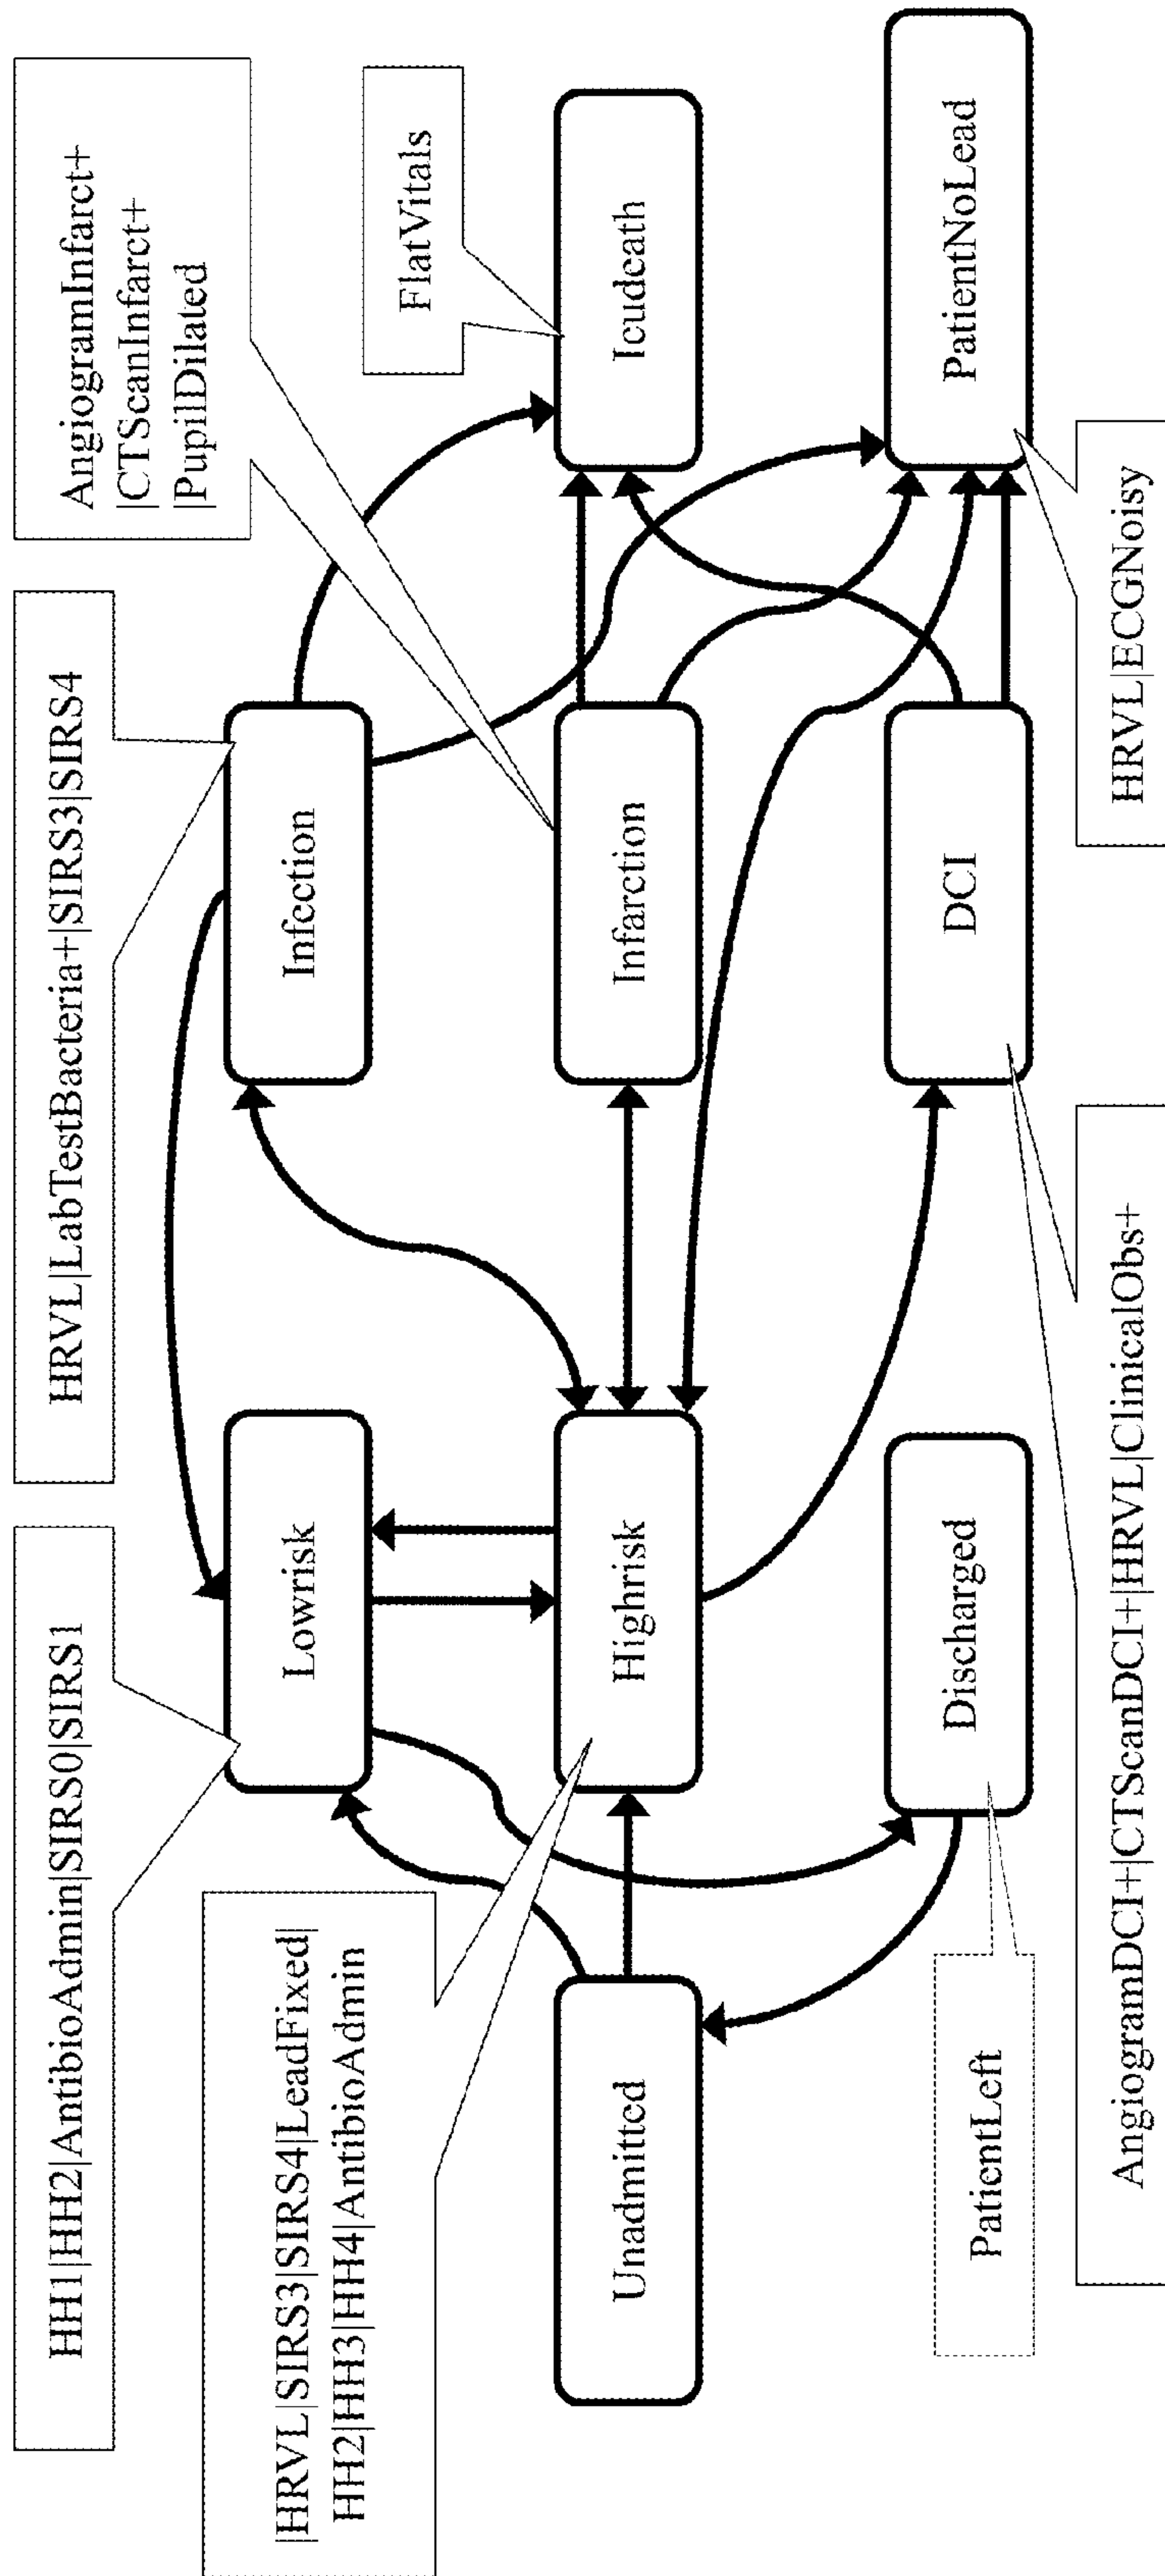 HH1|HH2|AntibioAdmin|SIRS0|SIRS1
HRVL|LabTestBacteria+|SIRS3|SIRS4
AngiogramInfarct+
|CTScanInfarct+
|PupilDilated
|HRVL|SIRS3|SIRS4|LeadFixed|
HH2|HH3|HH4|AntibioAdmin
Lowrisk
Infection
FlatVitals
Unadmitted
Highrisk
Infarction
Icudeath
PatientLeft
Discharged
DCI
PatientNoLead
AngiogramDCI+|CTScanDCI+|HRVL|ClinicalObs+
HRVL|ECGNoisy